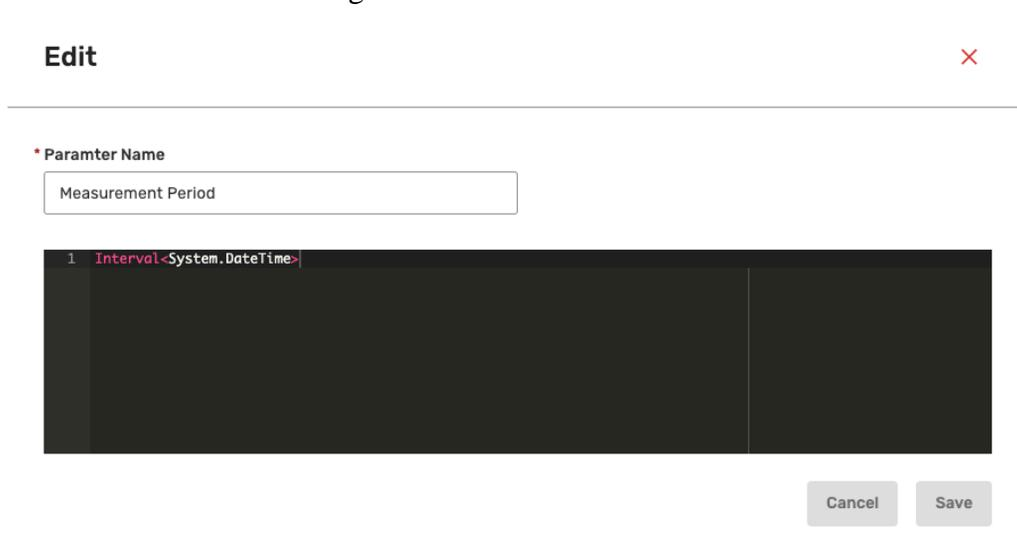 Edit
* Paramter Name
Measurement Period
1 Interval<System.DateTime>
Cancel Save